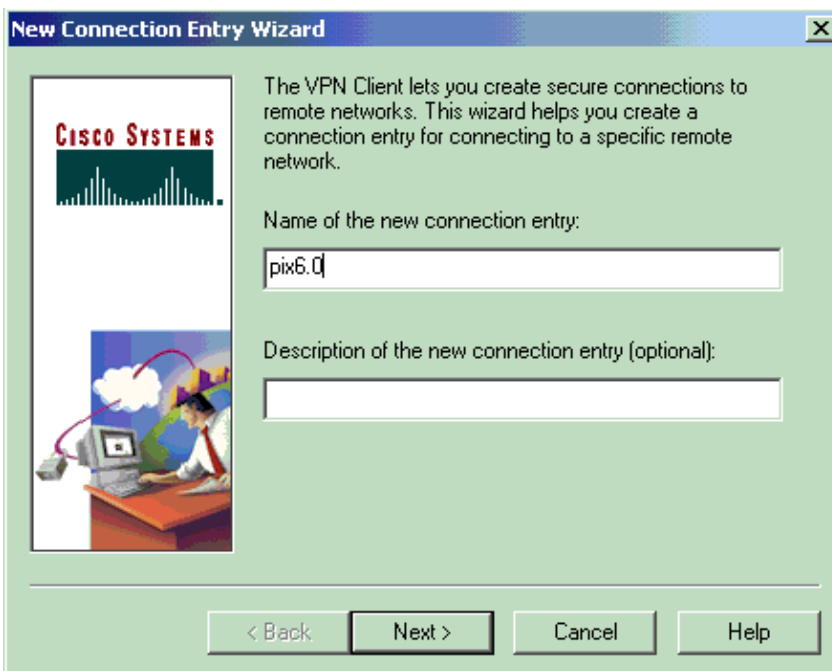 New Connection Entry Wizard
CISCO SYSTEMS
The VPN Client lets you create secure connections to
remote networks. This wizard helps you create a
connection entry for connecting to a specific remote
network.
Name of the new connection entry:
pix6.0
Description of the new connection entry (optional):
< Back
Next >
Cancel
Help